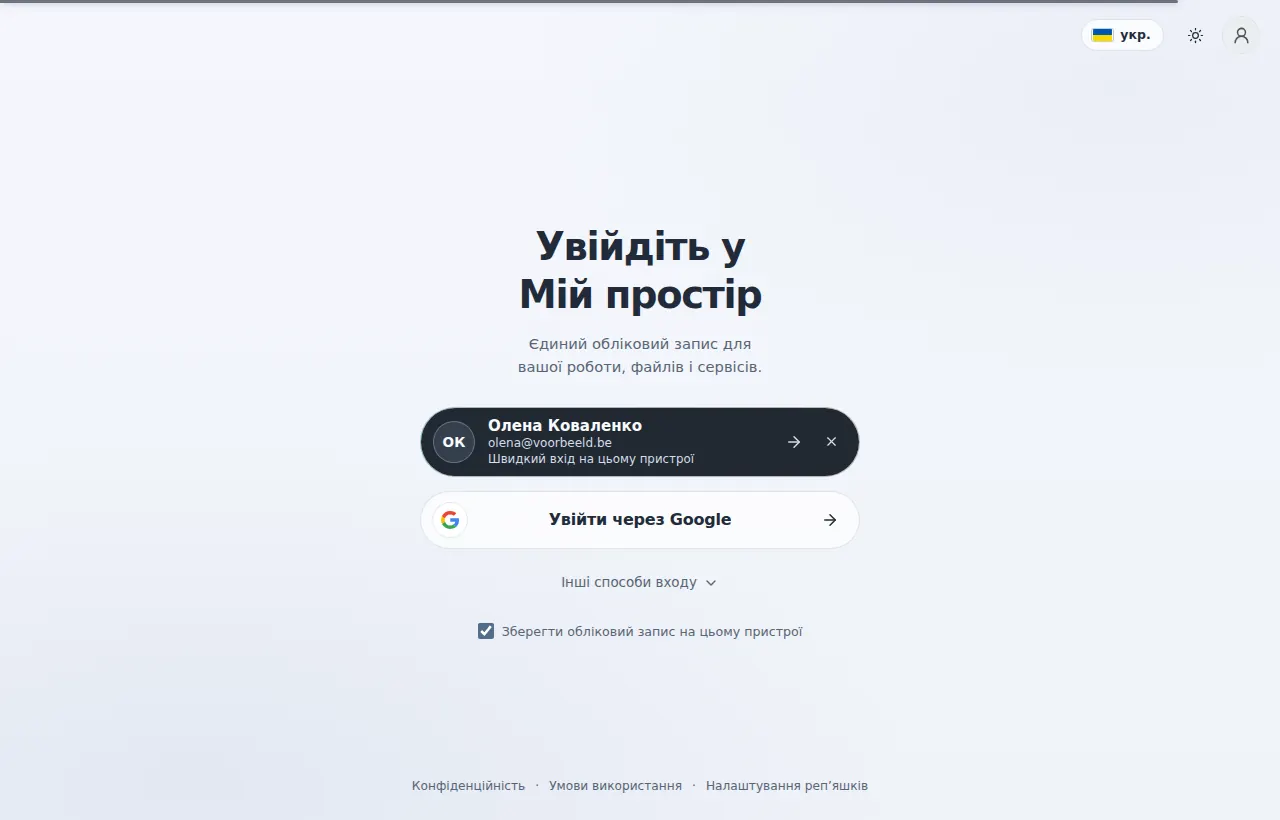 укр.
Увійдіть у
Мій простір
Єдиний обліковий запис для
вашої роботи, файлів і сервісів.
ОК
Олена Коваленко
olena@voorbeeld.be
Швидкий вхід на цьому пристрої
Увійти через Google
Інші способи входу
Зберегти обліковий запис на цьому пристрої
Конфіденційність · Умови використання · Налаштування реп’яшків